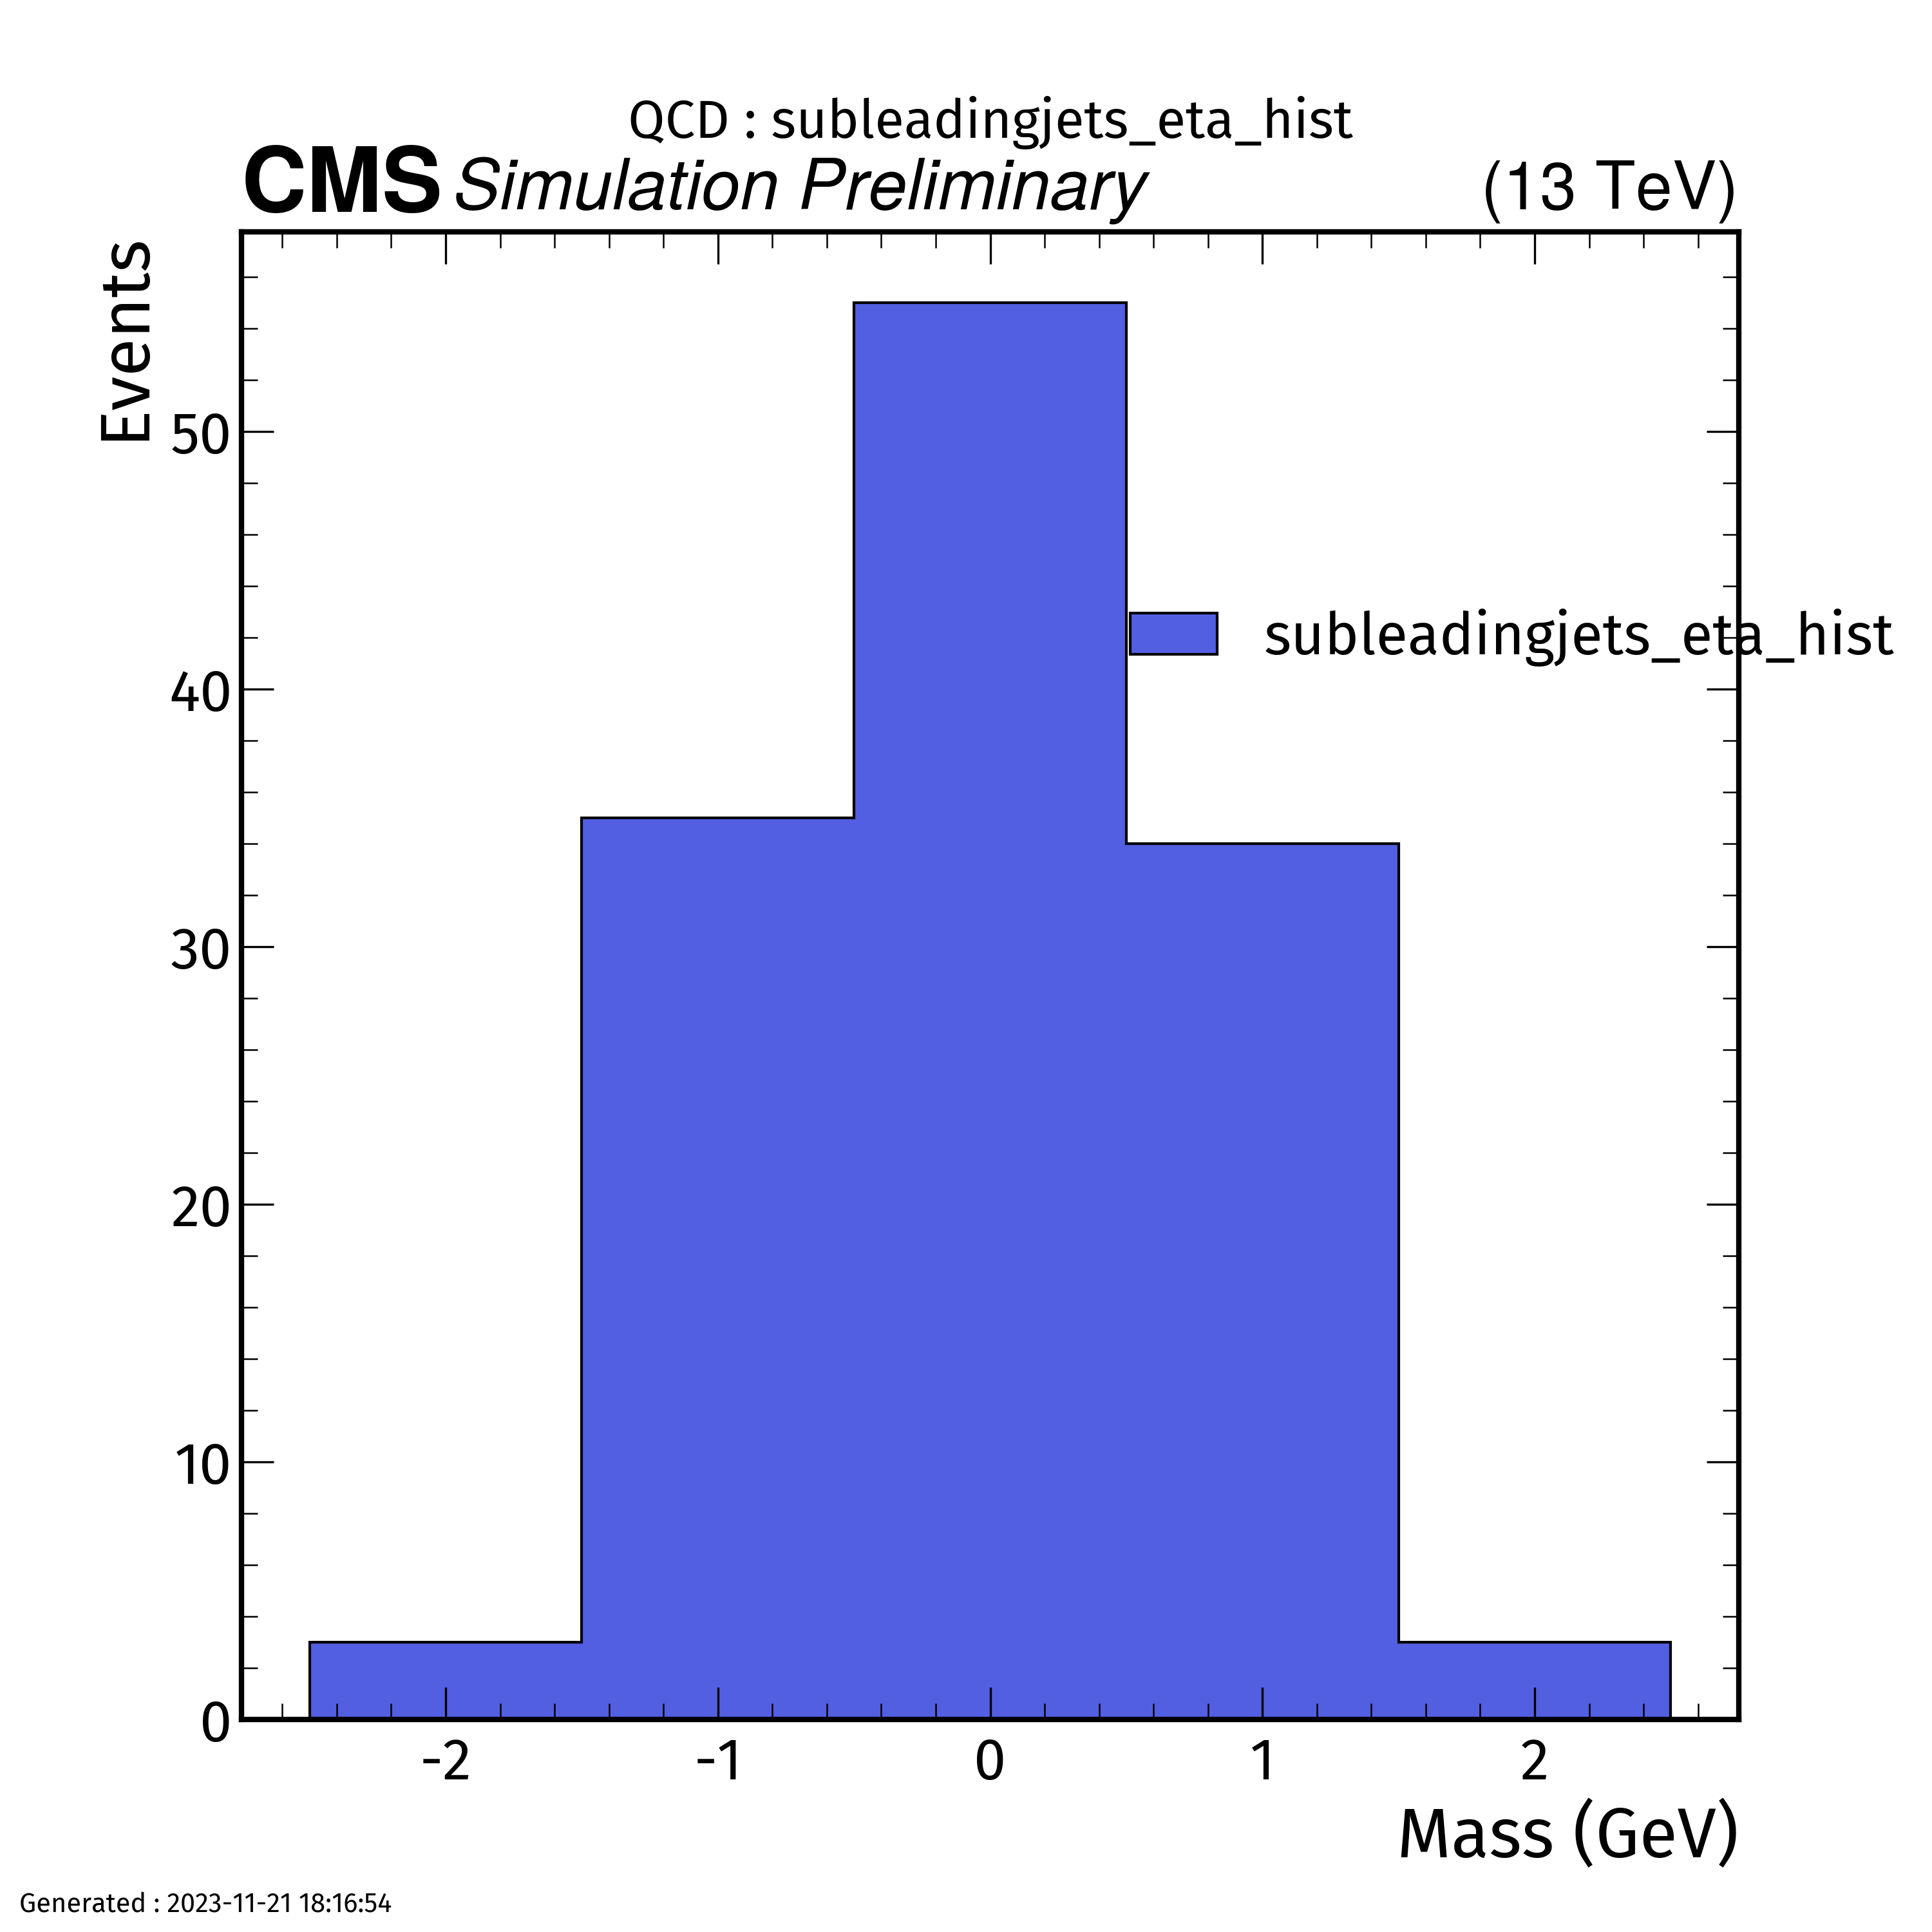 QCD : subleadingjets_eta_hist
CMS Simulation Preliminary (13 TeV)
Events
50
40
30
20
10
0
subleadingjets_eta_hist
-2 -1 0 1 2
Mass (GeV)
Generated : 2023-11-21 18:16:54